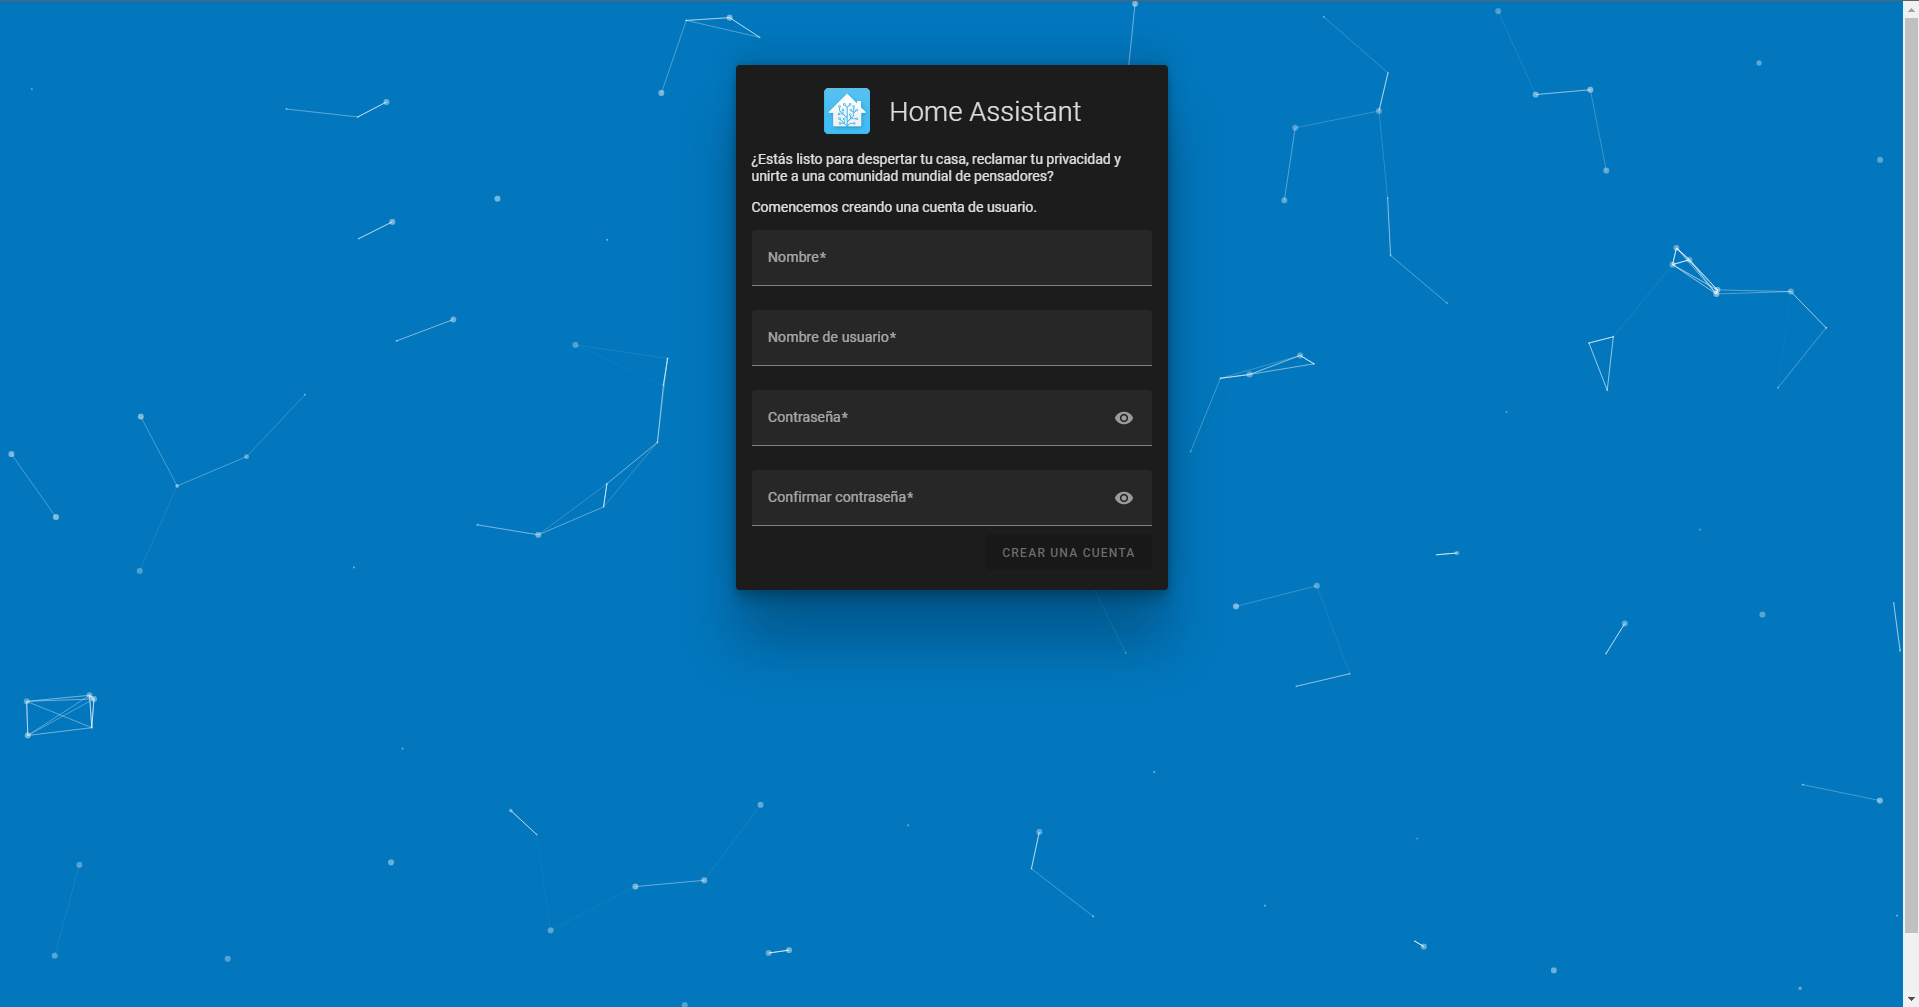 Home Assistant
¿Estás listo para despertar tu casa, reclamar tu privacidad y
unirte a una comunidad mundial de pensadores?
Comencemos creando una cuenta de usuario.
Nombre*
Nombre de usuario*
Contraseña*
Confirmar contraseña*
CREAR UNA CUENTA